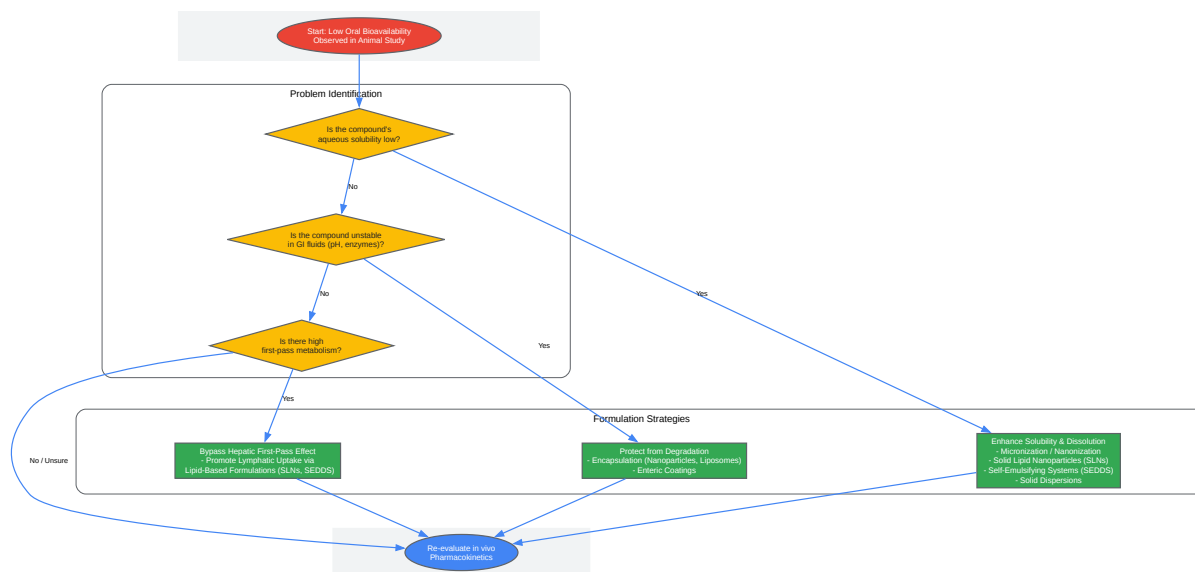 Start: Low Oral Bioavailability
Observed in Animal Study
Problem Identification
Is the compound's
aqueous solubility low?
No
Is the compound unstable
in GI fluids (pH, enzymes)?
No
Yes
Is there high
first-pass metabolism?
Yes
Yes
Formulation Strategies
No / Unsure
Bypass Hepatic First-Pass Effect
- Promote Lymphatic Uptake via
Lipid-Based Formulations (SLNs, SEDDS)
Protect from Degradation
- Encapsulation (Nanoparticles, Liposomes)
- Enteric Coatings
Enhance Solubility & Dissolution
- Micronization / Nanonization
- Solid Lipid Nanoparticles (SLNs)
- Self-Emulsifying Systems (SEDDS)
- Solid Dispersions
Re-evaluate in vivo
Pharmacokinetics